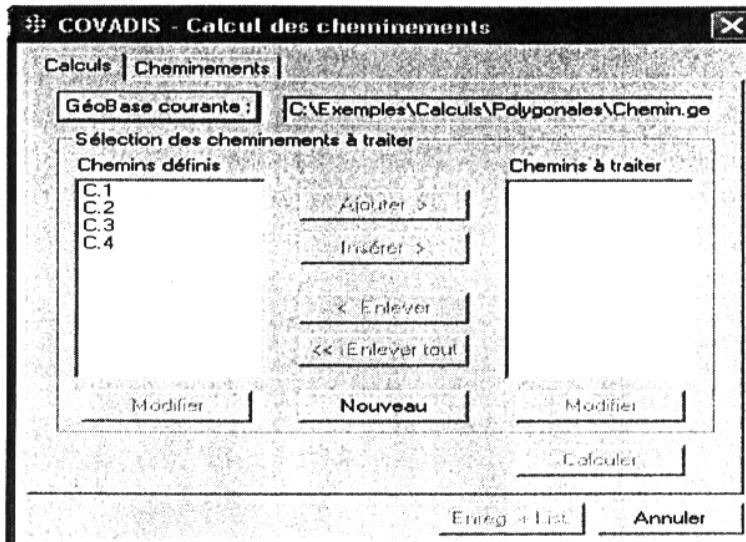 COVADIS - Calcul des cheminements
Calculs Cheminements
GéoBase courante : C:\Exemples\Calculs\Polygonales\Chemin.ge
Sélection des cheminements à traiter
Chemins définis
C.1
C.2
C.3
C.4
Ajouter >
Insérer >
< Enlever
<< Enlever tout
Chemins à traiter
Modifier Nouveau Modifier
Calculer
Enreg + List. Annuler